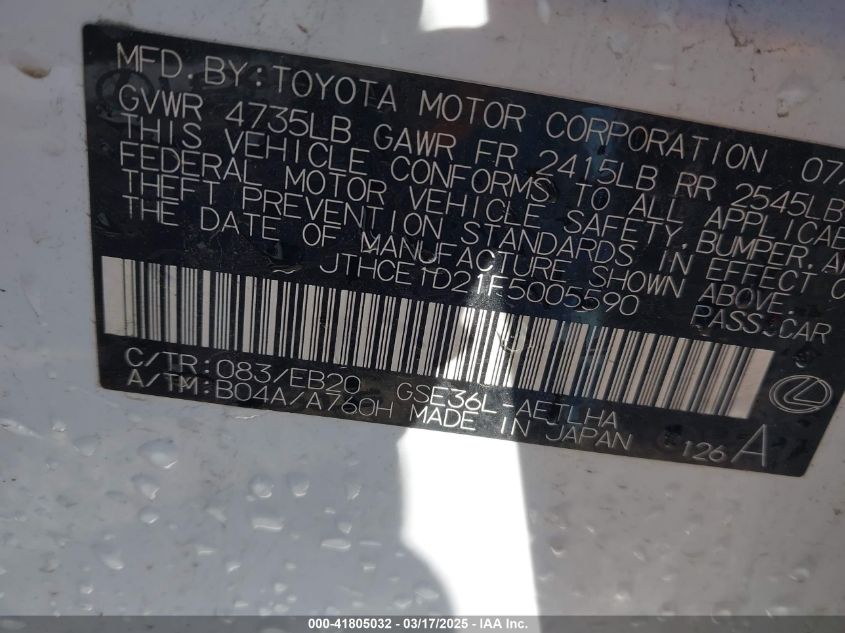 MFD. BY: TOYOTA MOTOR CORPORATION 07/
GVWR 4735LB GAWR FR 2415LB RR 2545LB
THIS VEHICLE CONFORMS TO ALL APPLICAB
FEDERAL MOTOR VEHICLE SAFETY, BUMPER, AN
THEFT PREVENTION STANDARDS IN EFFECT O
THE DATE OF MANUFACTURE SHOWN ABOVE.
JTHCE1D21F5005590 PASS.CAR
C/TR: 083/EB20 GSE36L-AEJLHA
A/TM: B04A/A760H MADE IN JAPAN 126 A
000-41805032 — 03/17/2025 — IAA Inc.